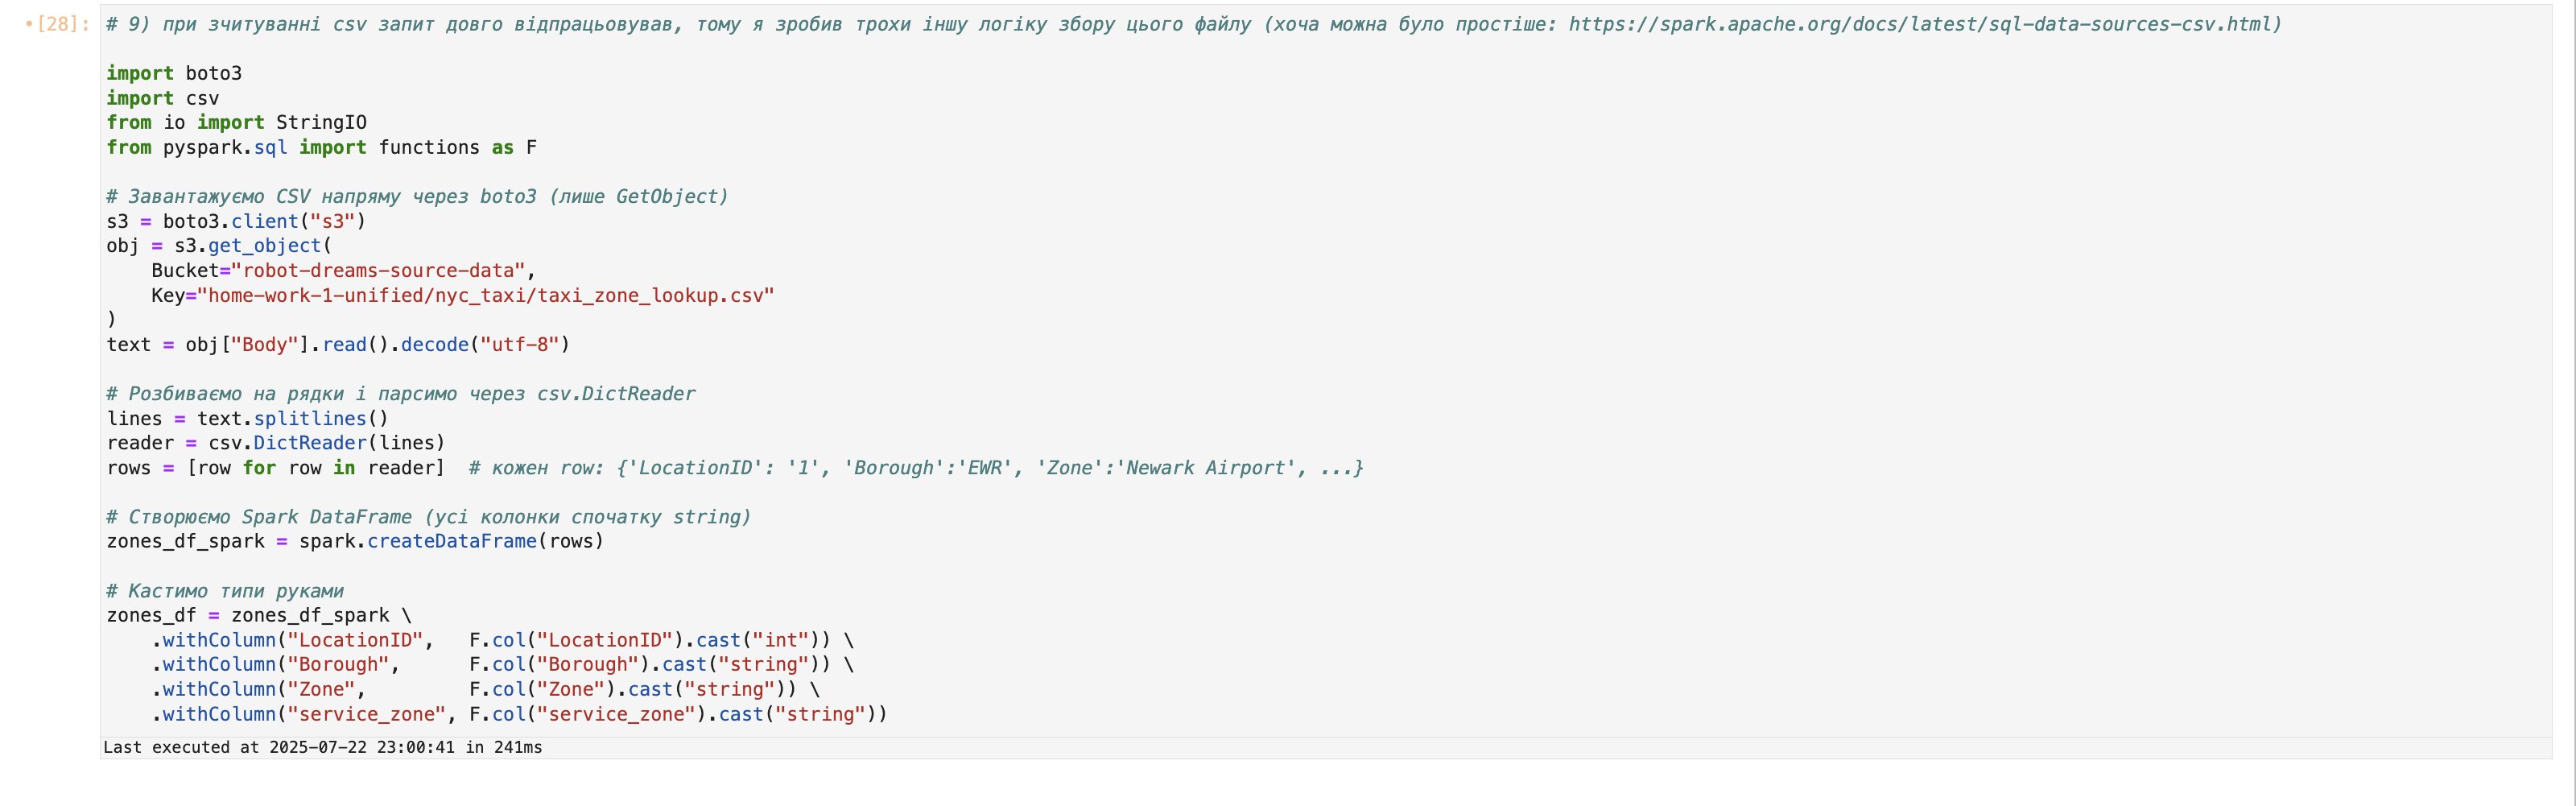 •[28]: # 9) при зчитуванні csv запит довго відпрацьовував, тому я зробив трохи іншу логіку збору цього файлу (хоча можна було простіше: https://spark.apache.org/docs/latest/sql-data-sources-csv.html)
import boto3
import csv
from io import StringIO
from pyspark.sql import functions as F
# Завантажуємо CSV напряму через boto3 (лише GetObject)
s3 = boto3.client("s3")
obj = s3.get_object(
    Bucket="robot-dreams-source-data",
    Key="home-work-1-unified/nyc_taxi/taxi_zone_lookup.csv"
)
text = obj["Body"].read().decode("utf-8")
# Розбиваємо на рядки і парсимо через csv.DictReader
lines = text.splitlines()
reader = csv.DictReader(lines)
rows = [row for row in reader]  # кожен row: {'LocationID': '1', 'Borough':'EWR', 'Zone':'Newark Airport', ...}
# Створюємо Spark DataFrame (усі колонки спочатку string)
zones_df_spark = spark.createDataFrame(rows)
# Кастимо типи руками
zones_df = zones_df_spark \
    .withColumn("LocationID",   F.col("LocationID").cast("int")) \
    .withColumn("Borough",      F.col("Borough").cast("string")) \
    .withColumn("Zone",         F.col("Zone").cast("string")) \
    .withColumn("service_zone", F.col("service_zone").cast("string"))
Last executed at 2025-07-22 23:00:41 in 241ms